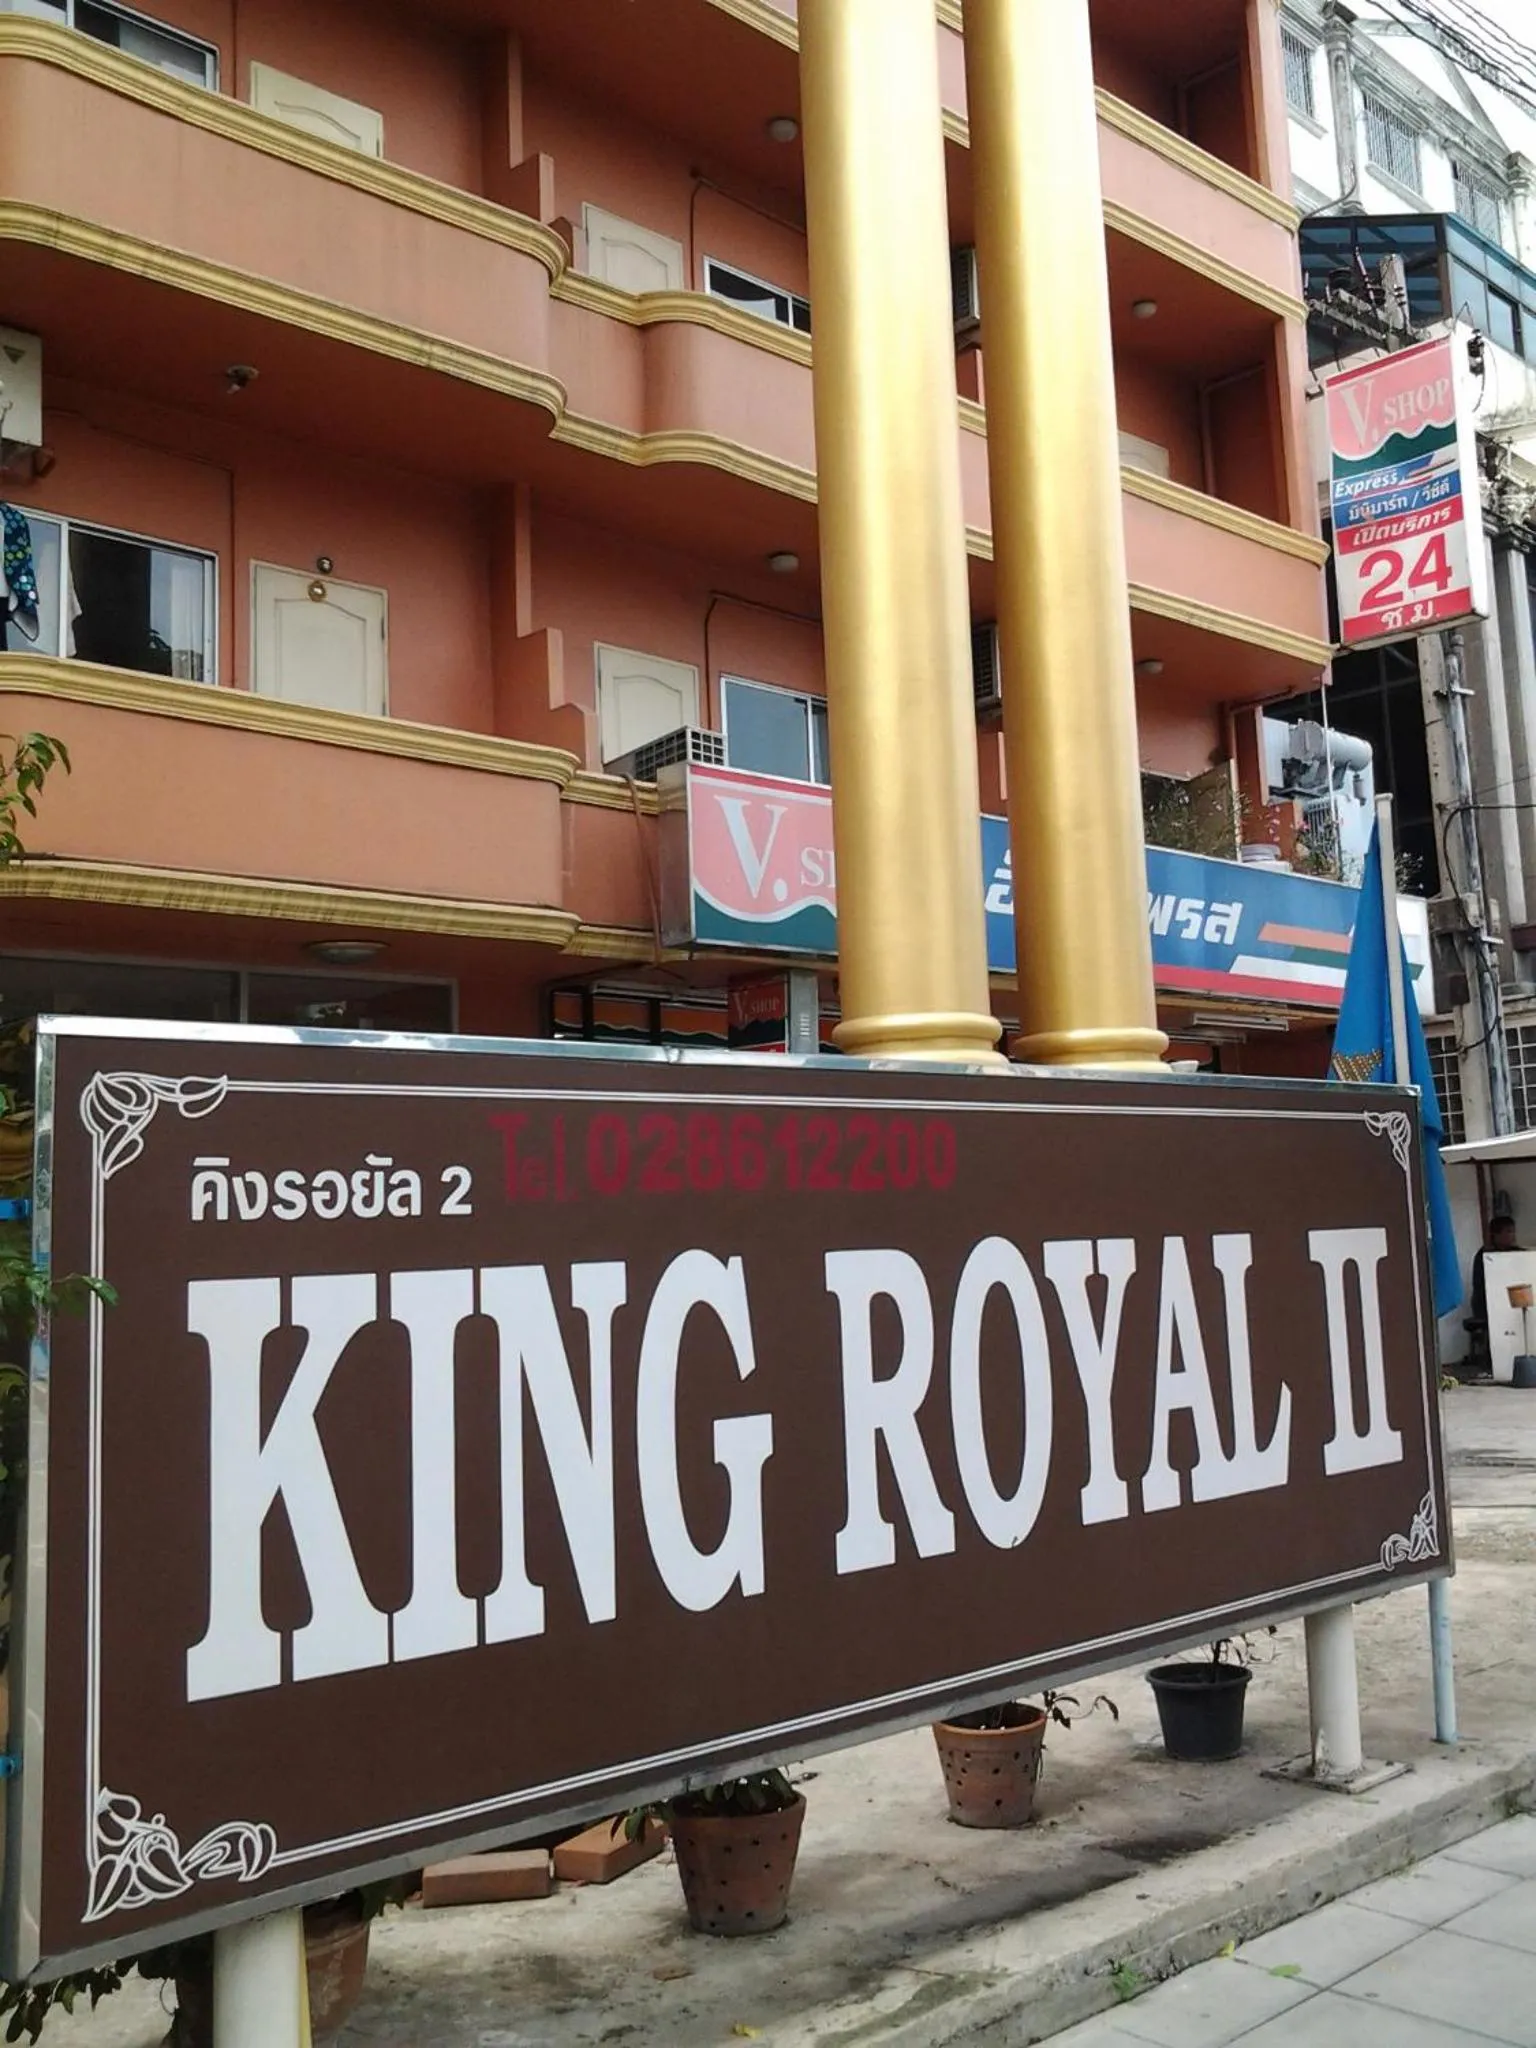 V. SHOP
Express
มินิมาร์ท / วีซีดี
เปิดบริการ
24
ช.ม.
V.
พรส
V. SHOP
คิงรอยัล 2 Tel. 028612200
KING ROYAL II